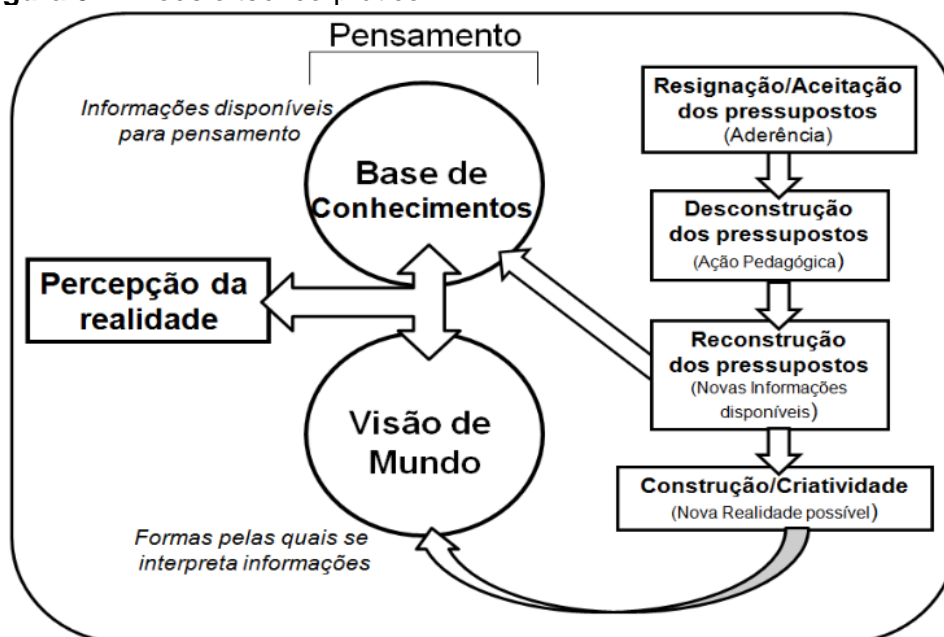 Pensamento
Informações disponíveis
para pensamento
Base de
Conhecimentos
Percepção da
realidade
Visão de
Mundo
Formas pelas quais se
interpreta informações
Resignação/Aceitação
dos pressupostos
(Aderência)
Desconstrução
dos pressupostos
(Ação Pedagógica)
Reconstrução
dos pressupostos
(Novas Informações
disponíveis)
Construção/Criatividade
(Nova Realidade possível)